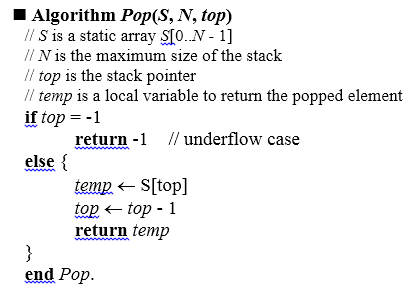 ■ Algorithm Pop(S, N, top)
// S is a static array S[0..N - 1]
// N is the maximum size of the stack
// top is the stack pointer
// temp is a local variable to return the popped element
if top = -1
return -1 // underflow case
else {
temp ← S[top]
top ← top - 1
return temp
}
end Pop.